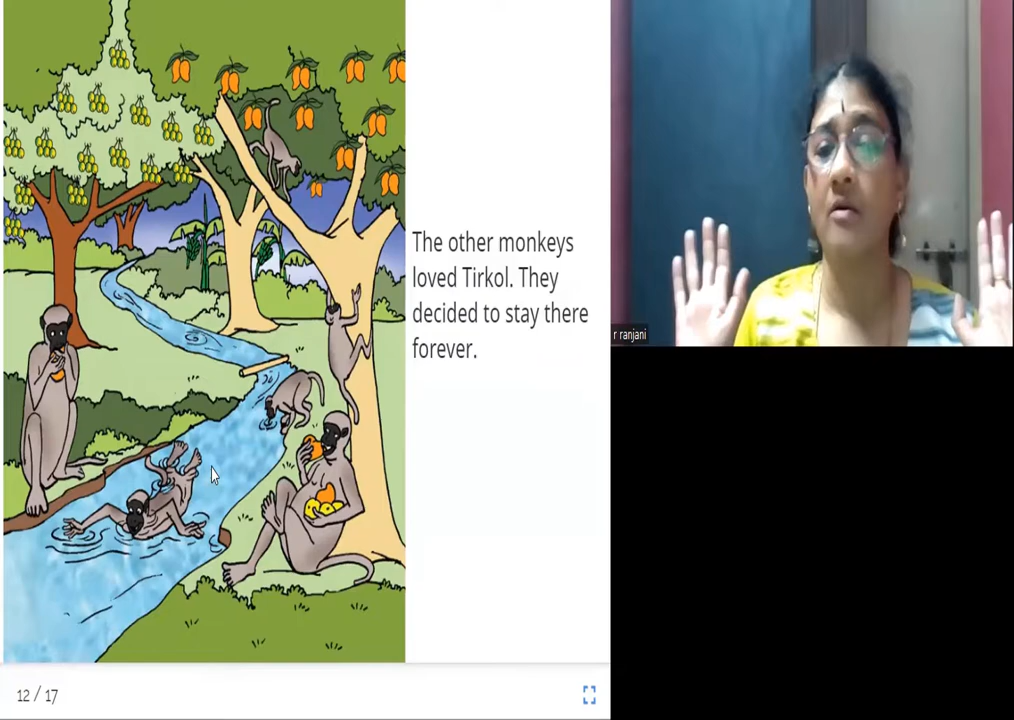 The other monkeys
loved Tirkol. They
decided to stay there
forever.
r ranjani
12 / 17